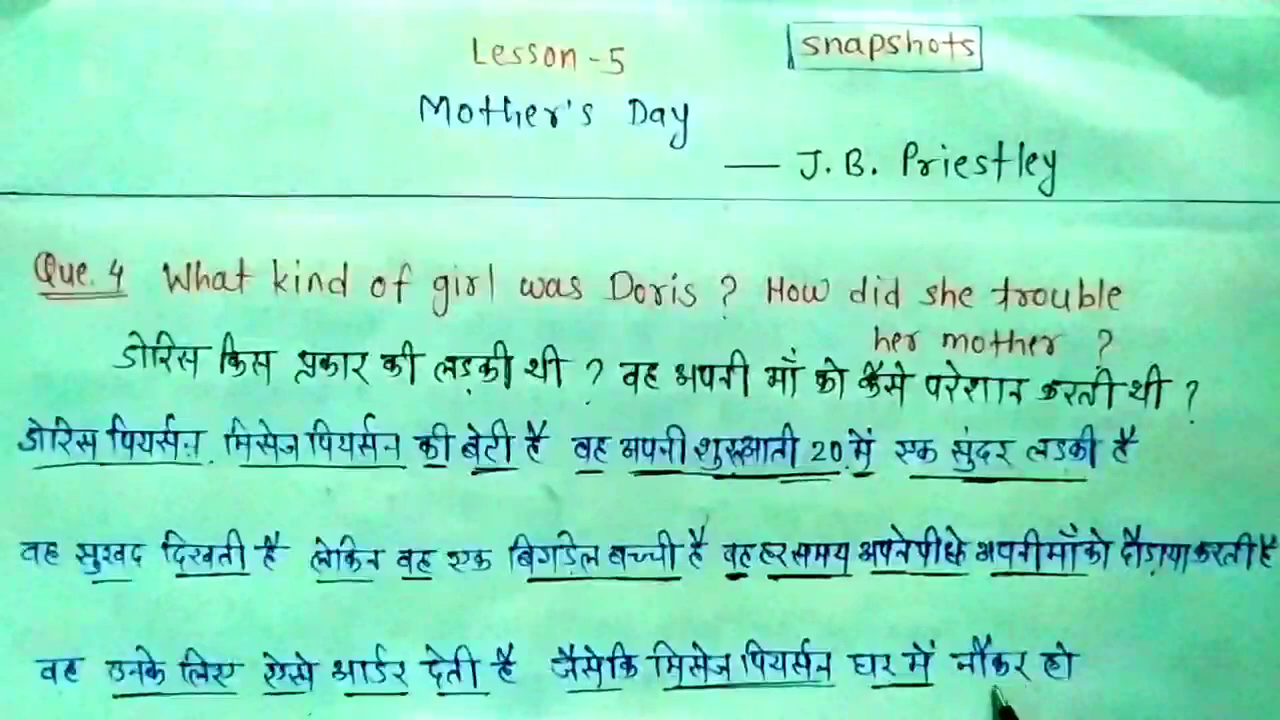 Lesson - 5
snapshots
Mother's Day
— J. B. Priestley
Que. 4 What kind of girl was Doris ? How did she trouble
her mother ?
डोरिस किस प्रकार की लड़की थी ? वह अपनी माँ को कैसे परेशान करती थी ?
डोरिस पियर्सन मिसेज पियर्सन की बेटी है वह अपनी शुरुआती 20 में एक सुंदर लडकी है
वह सुखद दिखती है लेकिन वह एक बिगड़ैल बच्ची है वह हर समय अपने पीछे अपनी माँ को दौड़ाया करती है
वह उनके लिए ऐसे आर्डर देती है जैसेकि मिसेज पियर्सन घर में नौकर हो